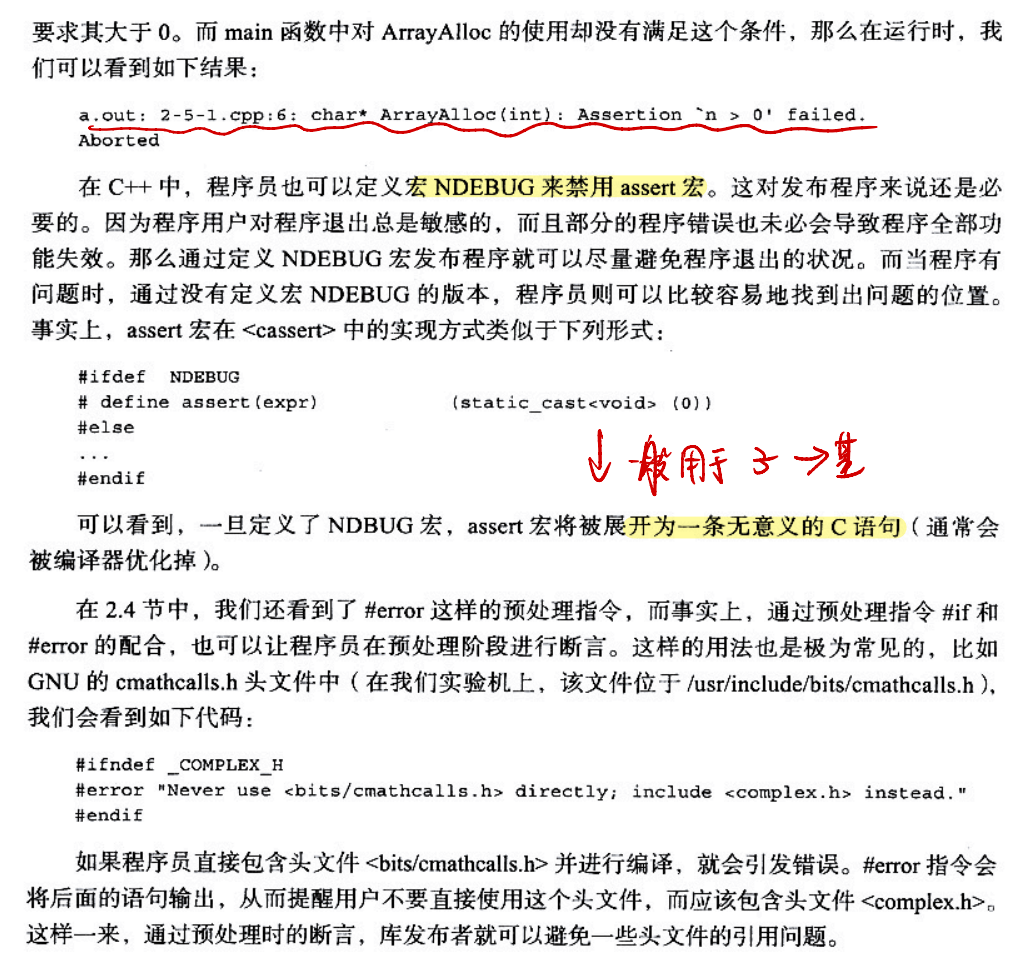 要求其大于 0。而 main 函数中对 ArrayAlloc 的使用却没有满足这个条件，那么在运行时，我
们可以看到如下结果：
a.out: 2-5-1.cpp:6: char* ArrayAlloc(int): Assertion `n > 0' failed.
Aborted
在 C++ 中，程序员也可以定义宏 NDEBUG 来禁用 assert 宏。这对发布程序来说还是必
要的。因为程序用户对程序退出总是敏感的，而且部分的程序错误也未必会导致程序全部功
能失效。那么通过定义 NDEBUG 宏发布程序就可以尽量避免程序退出的状况。而当程序有
问题时，通过没有定义宏 NDEBUG 的版本，程序员则可以比较容易地找到出问题的位置。
事实上，assert 宏在 <cassert> 中的实现方式类似于下列形式：
#ifdef  NDEBUG
# define assert(expr)           (static_cast<void> (0))
#else
...
#endif
↓一般用于 子→基
可以看到，一旦定义了 NDBUG 宏，assert 宏将被展开为一条无意义的 C 语句（通常会
被编译器优化掉）。
在 2.4 节中，我们还看到了 #error 这样的预处理指令，而事实上，通过预处理指令 #if 和
#error 的配合，也可以让程序员在预处理阶段进行断言。这样的用法也是极为常见的，比如
GNU 的 cmathcalls.h 头文件中（在我们实验机上，该文件位于 /usr/include/bits/cmathcalls.h），
我们会看到如下代码：
#ifndef _COMPLEX_H
#error "Never use <bits/cmathcalls.h> directly; include <complex.h> instead."
#endif
如果程序员直接包含头文件 <bits/cmathcalls.h> 并进行编译，就会引发错误。#error 指令会
将后面的语句输出，从而提醒用户不要直接使用这个头文件，而应该包含头文件 <complex.h>。
这样一来，通过预处理时的断言，库发布者就可以避免一些头文件的引用问题。